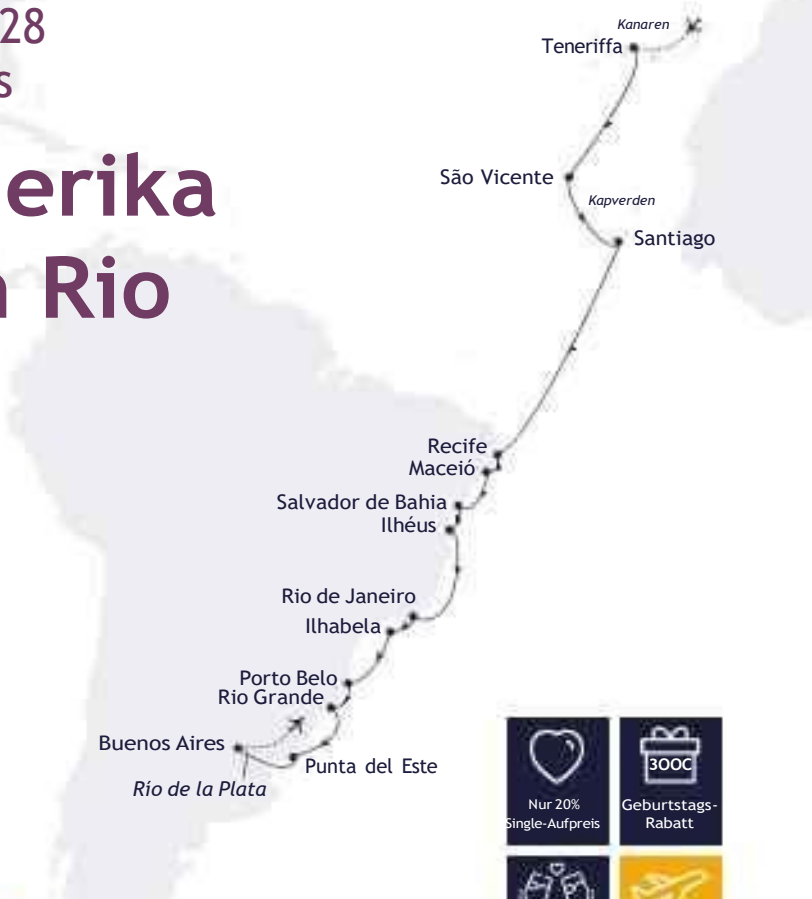 28
s
erika
Rio
Kanaren
Teneriffa
São Vicente
Kapverden
Santiago
Recife
Maceió
Salvador de Bahia
Ilhéus
Rio de Janeiro
Ilhabela
Porto Belo
Rio Grande
Buenos Aires
Punta del Este
Río de la Plata
300C
Nur 20%
Single-Aufpreis
Geburtstags-
Rabatt